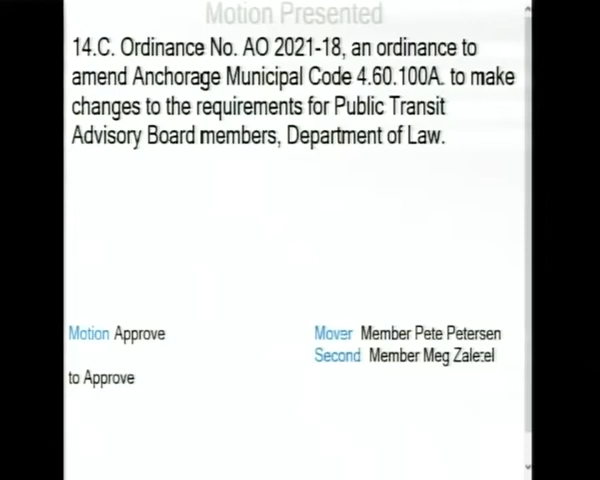 Motion Presented
14.C. Ordinance No. AO 2021-18, an ordinance to
amend Anchorage Municipal Code 4.60.100A. to make
changes to the requirements for Public Transit
Advisory Board members, Department of Law.
Motion Approve
Mover Member Pete Petersen
Second Member Meg Zaletel
to Approve